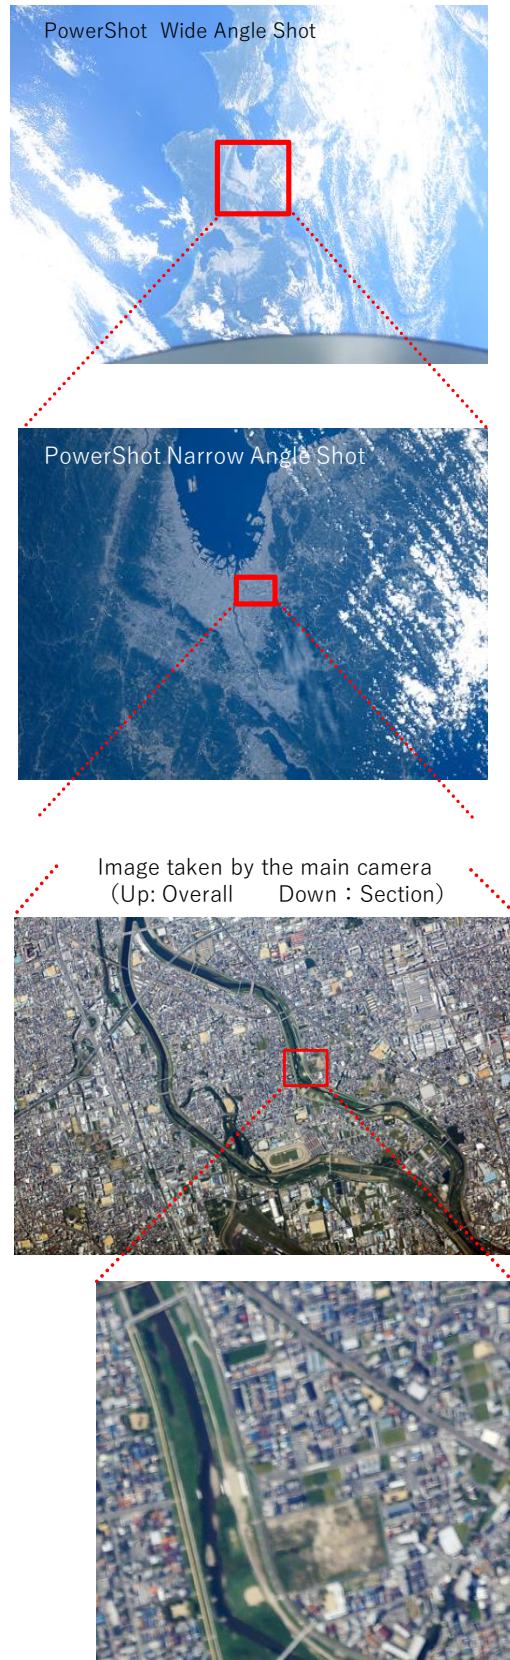 PowerShot Wide Angle Shot
PowerShot Narrow Angle Shot
Image taken by the main camera
（Up: Overall　　Down：Section）